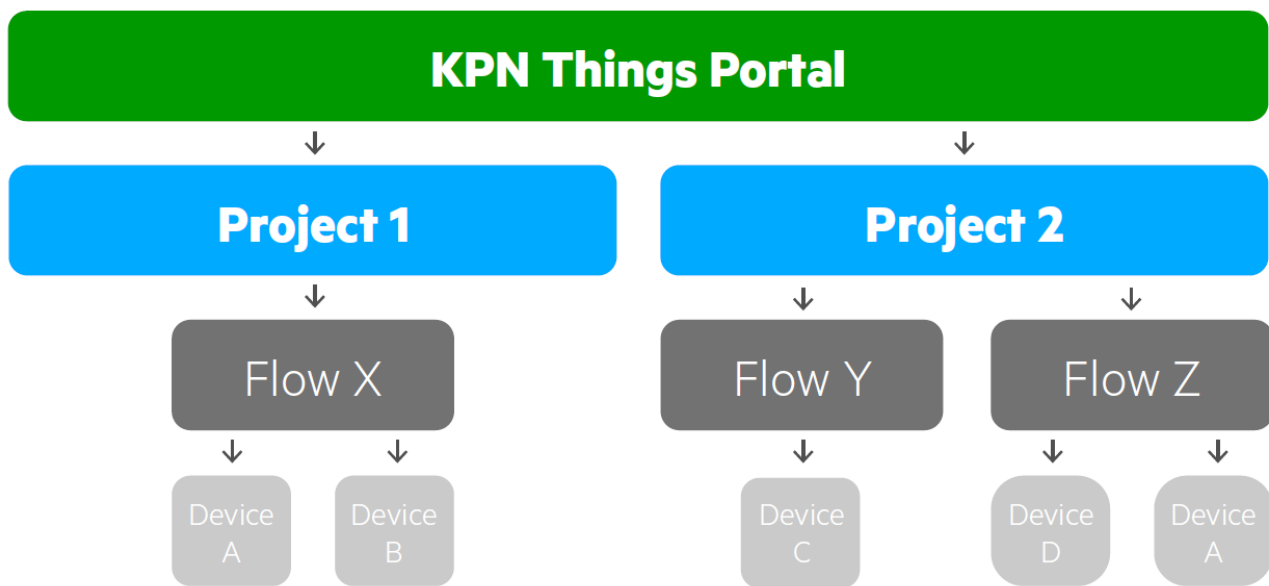 KPN Things Portal
Project 1
Project 2
Flow X
Flow Y
Flow Z
Device
A
Device
B
Device
C
Device
D
Device
A